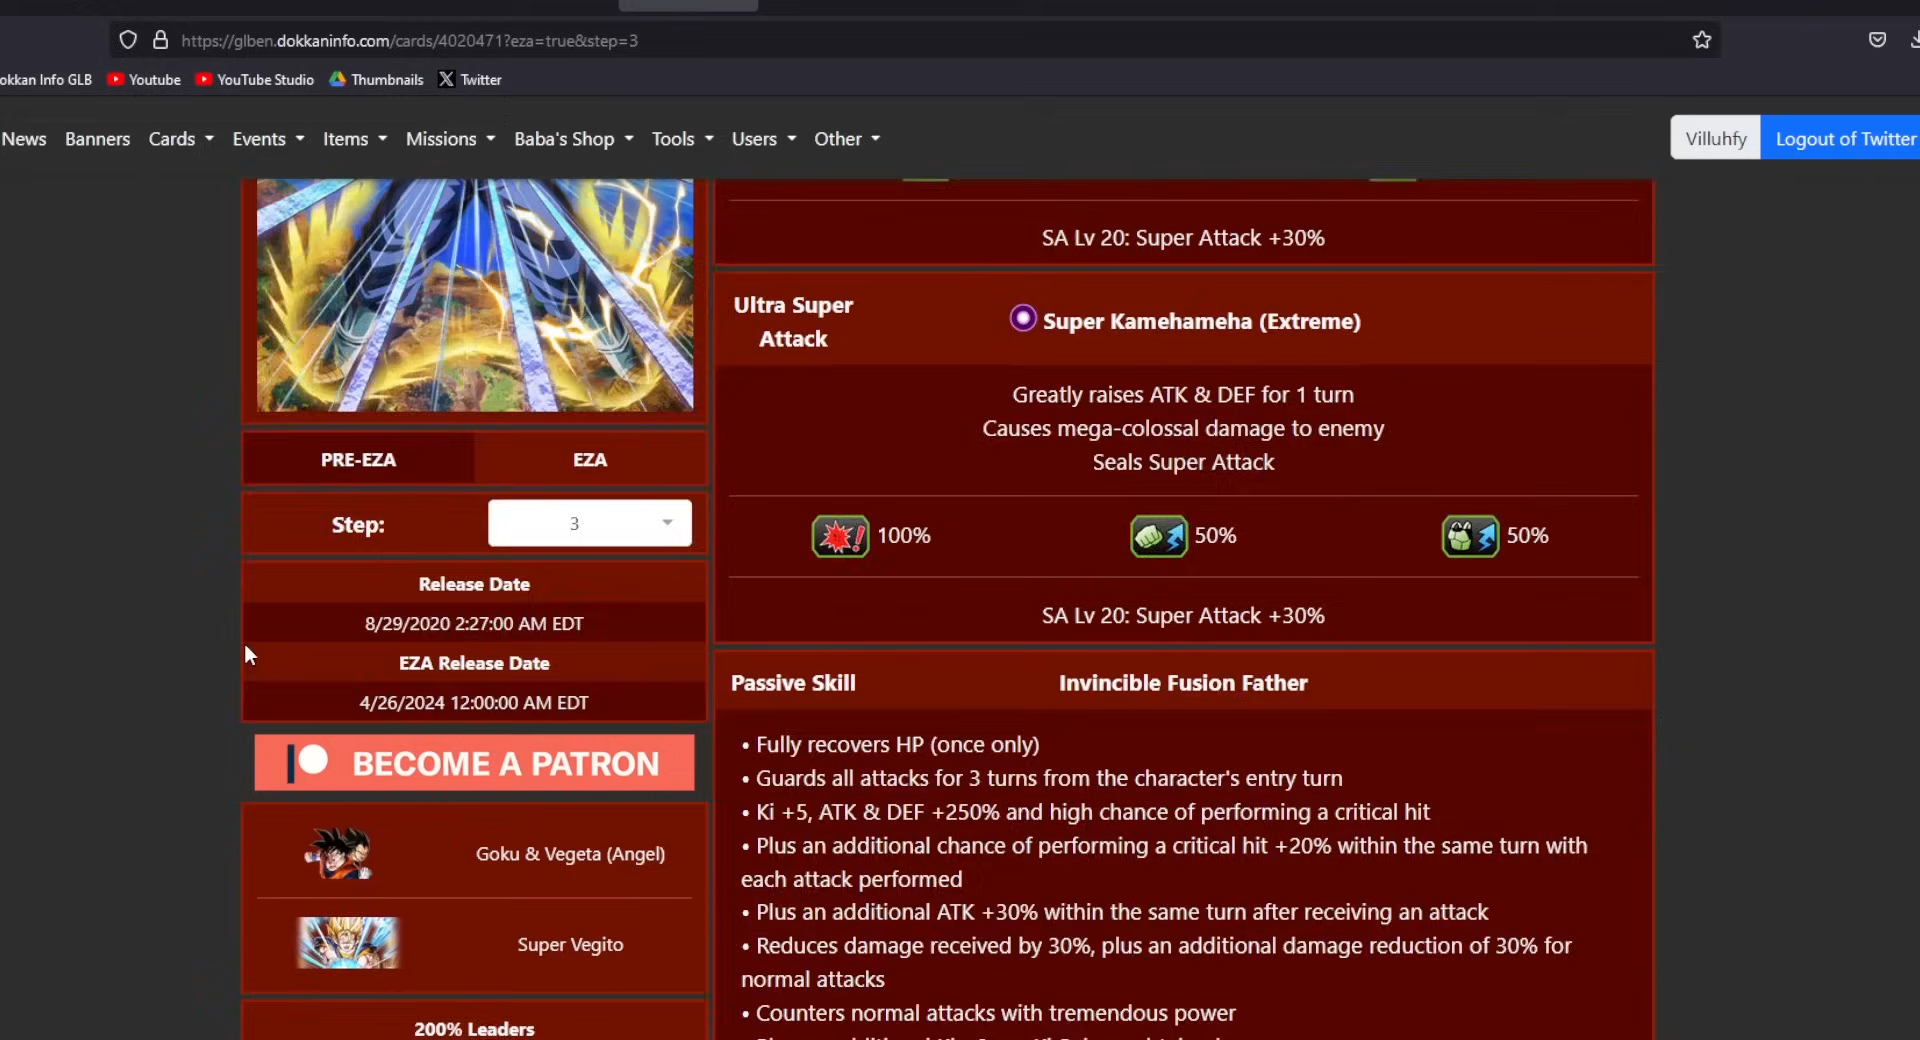 https://glben.dokkaninfo.com/cards/4020471?eza=true&step=3
okkan Info GLB Youtube YouTube Studio Thumbnails Twitter
News Banners Cards Events Items Missions Baba's Shop Tools Users Other Villuhfy Logout of Twitter
SA Lv 20: Super Attack +30%
Ultra Super
Attack
Super Kamehameha (Extreme)
Greatly raises ATK & DEF for 1 turn
Causes mega-colossal damage to enemy
Seals Super Attack
100% 50% 50%
SA Lv 20: Super Attack +30%
PRE-EZA EZA
Step: 3
Release Date
8/29/2020 2:27:00 AM EDT
EZA Release Date
4/26/2024 12:00:00 AM EDT
BECOME A PATRON
Goku & Vegeta (Angel)
Super Vegito
200% Leaders
Passive Skill Invincible Fusion Father
• Fully recovers HP (once only)
• Guards all attacks for 3 turns from the character's entry turn
• Ki +5, ATK & DEF +250% and high chance of performing a critical hit
• Plus an additional chance of performing a critical hit +20% within the same turn with
each attack performed
• Plus an additional ATK +30% within the same turn after receiving an attack
• Reduces damage received by 30%, plus an additional damage reduction of 30% for
normal attacks
• Counters normal attacks with tremendous power